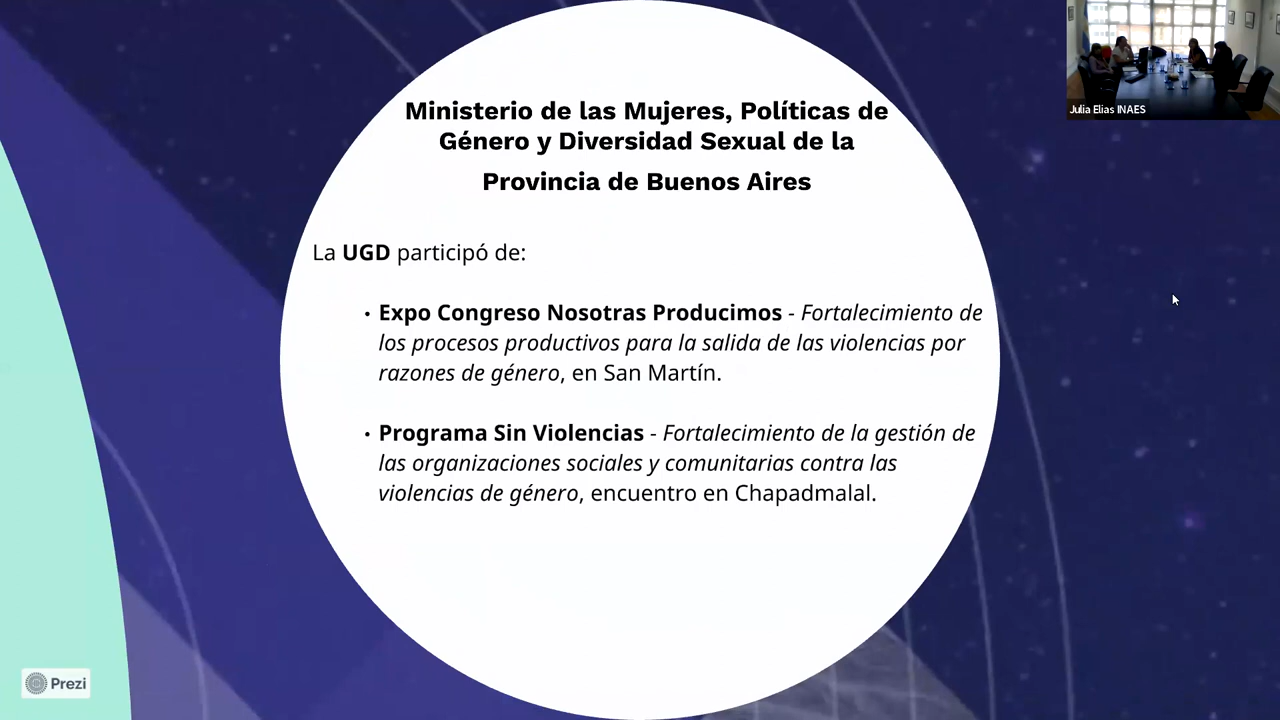 Julia Elias INAES
Ministerio de las Mujeres, Políticas de
Género y Diversidad Sexual de la
Provincia de Buenos Aires
La UGD participó de:
• Expo Congreso Nosotras Producimos - Fortalecimiento de
los procesos productivos para la salida de las violencias por
razones de género, en San Martín.
• Programa Sin Violencias - Fortalecimiento de la gestión de
las organizaciones sociales y comunitarias contra las
violencias de género, encuentro en Chapadmalal.
Prezi